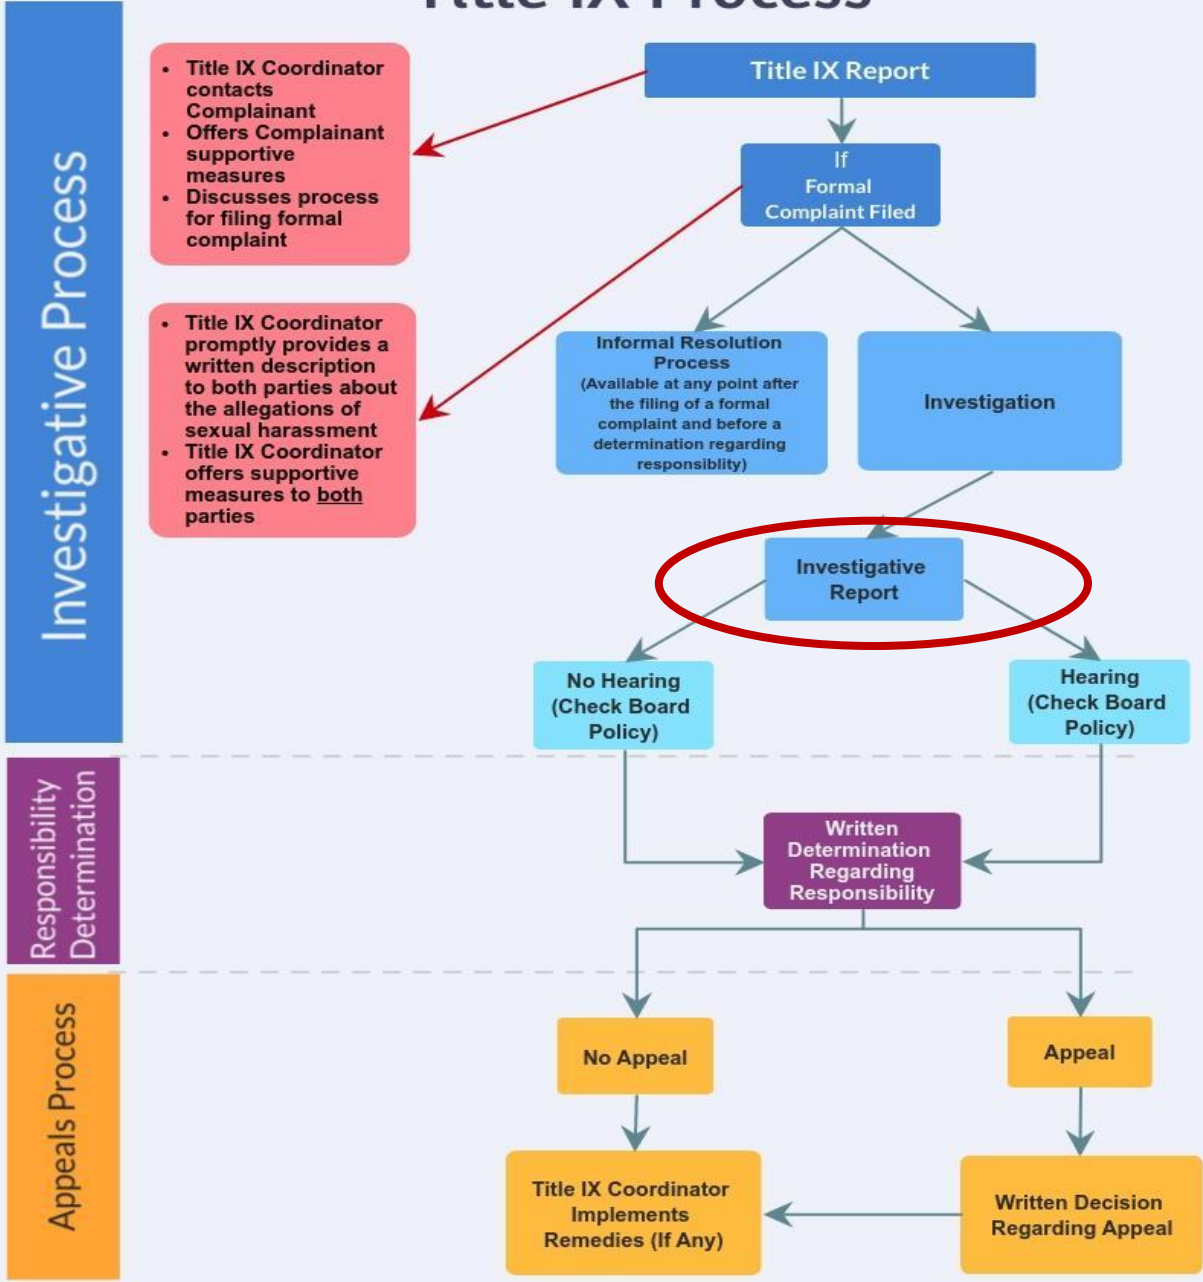 Title IX Process
Investigative Process
• Title IX Coordinator
contacts
Complainant
• Offers Complainant
supportive
measures
• Discusses process
for filing formal
complaint
Title IX Report
If
Formal
Complaint Filed
• Title IX Coordinator
promptly provides a
written description
to both parties about
the allegations of
sexual harassment
• Title IX Coordinator
offers supportive
measures to both
parties
Informal Resolution
Process
(Available at any point after
the filing of a formal
complaint and before a
determination regarding
responsiblity)
Investigation
Investigative
Report
No Hearing
(Check Board
Policy)
Hearing
(Check Board
Policy)
Responsibility
Determination
Written
Determination
Regarding
Responsibility
Appeals Process
No Appeal
Appeal
Title IX Coordinator
Implements
Remedies (If Any)
Written Decision
Regarding Appeal